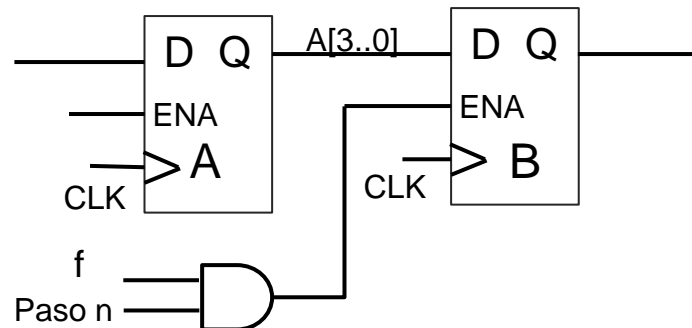 D Q A[3..0] D Q
ENA ENA
A B
CLK CLK
f
Paso n